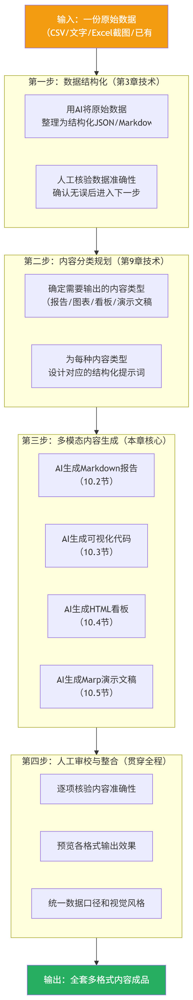 输入：一份原始数据
（CSV/文字/Excel截图/已有
第一步：数据结构化（第3章技术）
用AI将原始数据
整理为结构化JSON/Markdow
人工核验数据准确性
确认无误后进入下一步
第二步：内容分类规划（第9章技术）
确定需要输出的内容类型
（报告/图表/看板/演示文稿
为每种内容类型
设计对应的结构化提示词
第三步：多模态内容生成（本章核心）
AI生成Markdown报告
（10.2节）
AI生成可视化代码
（10.3节）
AI生成HTML看板
（10.4节）
AI生成Marp演示文稿
（10.5节）
第四步：人工审校与整合（贯穿全程）
逐项核验内容准确性
预览各格式输出效果
统一数据口径和视觉风格
输出：全套多格式内容成品